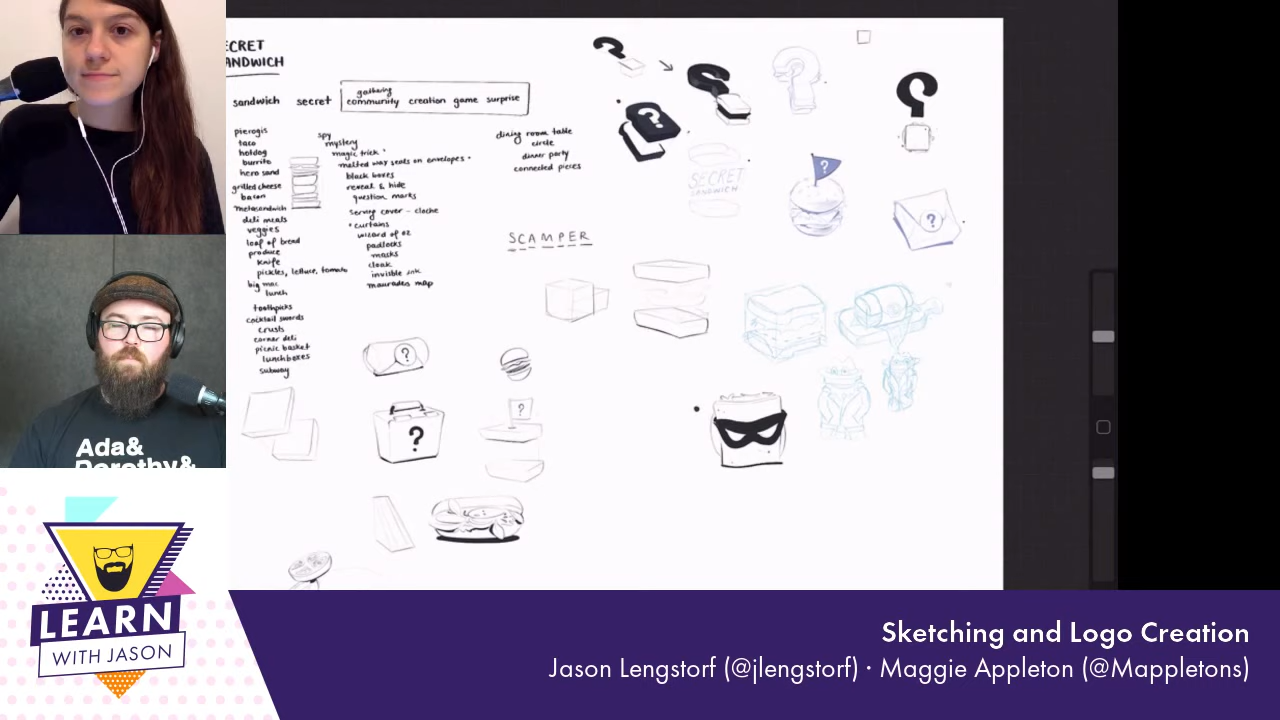 ECRET
ANDWICH
sandwich secret
gathering
community creation game surprise
pierogis
taco
hotdog
burrito
hero sand
grilled cheese
bacon
metasandwich
deli meals
veggies
loaf of bread
produce
knife
pickles, lettuce, tomato
big mac
lunch
toothpicks
cocktail swords
crusts
corner deli
picnic basket
lunchboxes
subway
spy
mystery
magic trick
melted wax seals on envelopes
black boxes
reveal & hide
question marks
serving cover - cloche
curtains
wizard of oz
padlocks
masks
cloak
invisible ink
mauraders map
dining room table
circle
dinner party
connected pieces
SCAMPER
?
?
?
SECRET
SANDWICH
?
?
?
?
?
?
Ada&
Dorothy&
LEARN
WITH JASON
Sketching and Logo Creation
Jason Lengstorf (@jlengstorf) · Maggie Appleton (@Mappletons)